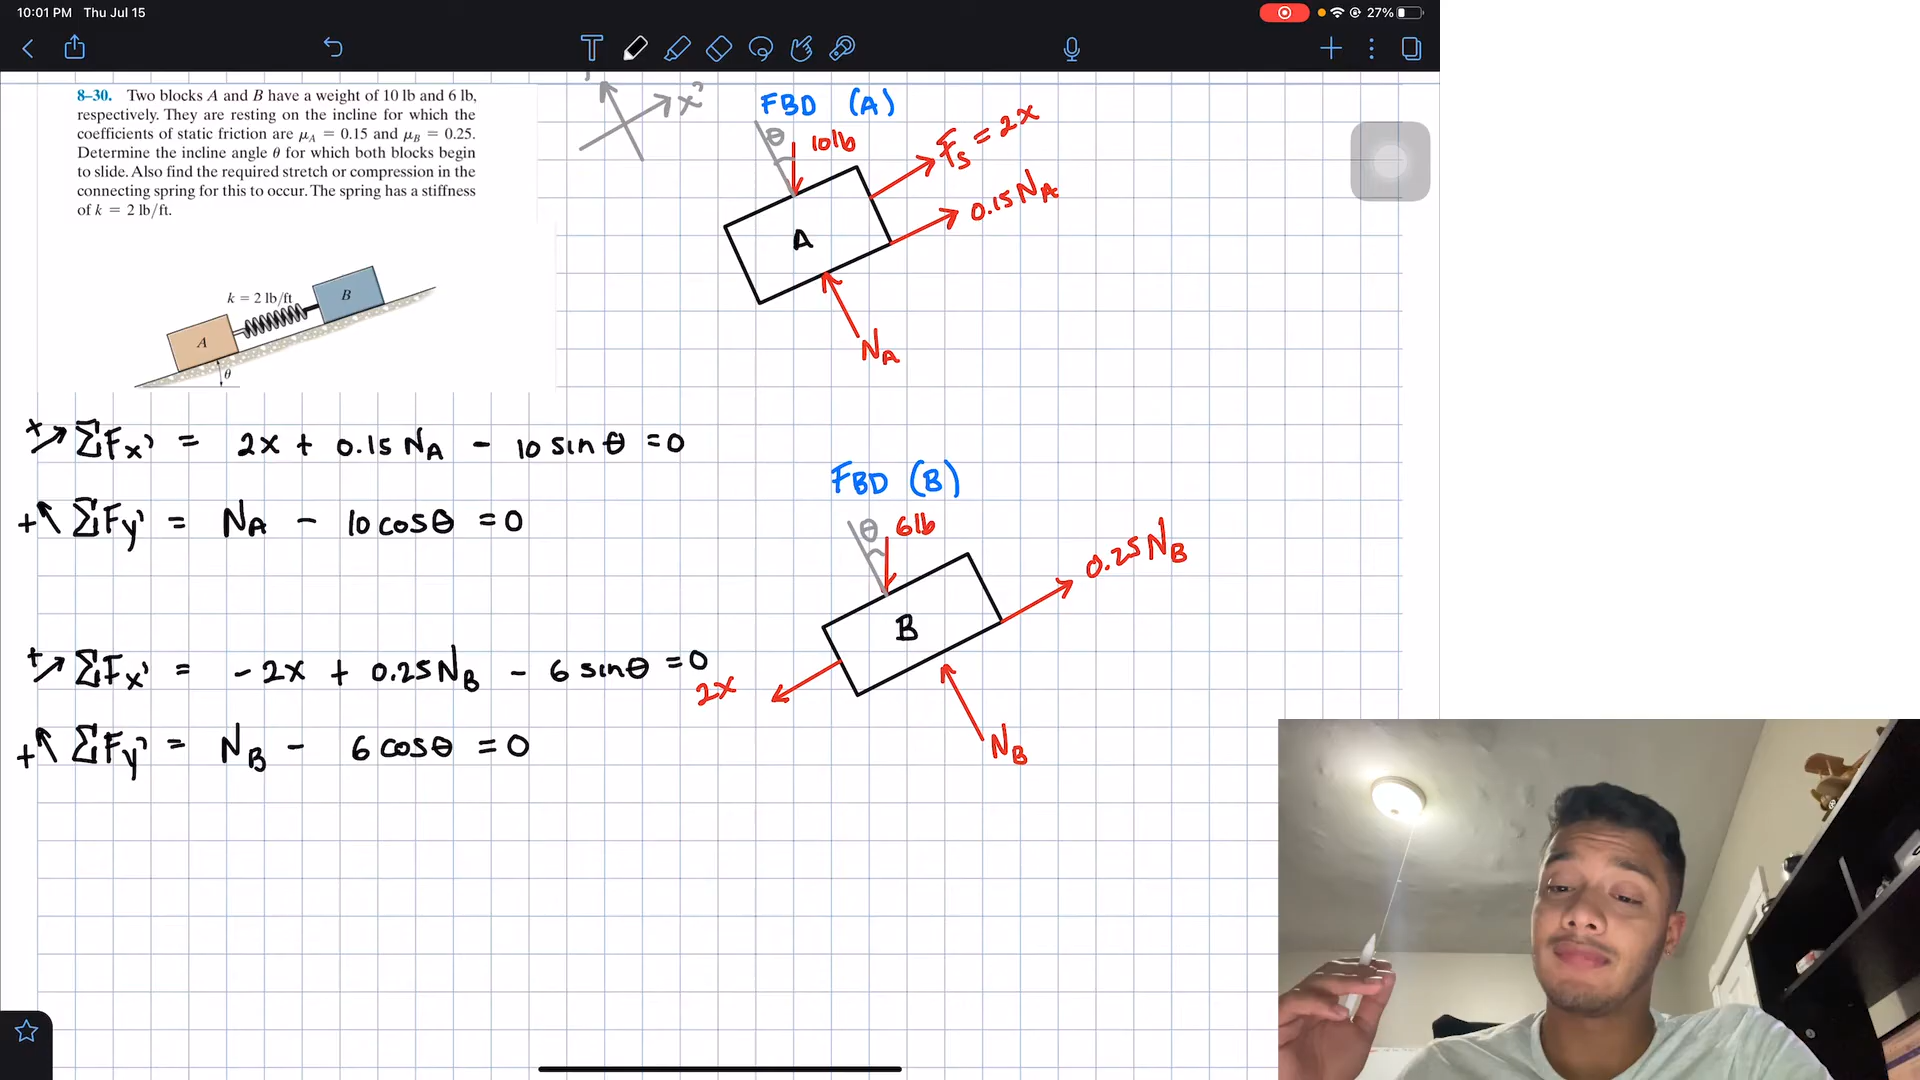 10:01 PM Thu Jul 15
27%
8–30. Two blocks A and B have a weight of 10 lb and 6 lb,
respectively. They are resting on the incline for which the
coefficients of static friction are μA = 0.15 and μB = 0.25.
Determine the incline angle θ for which both blocks begin
to slide. Also find the required stretch or compression in the
connecting spring for this to occur. The spring has a stiffness
of k = 2 lb/ft.
k = 2 lb/ft
B
A
θ
x'
FBD (A)
θ
10lb
Fs = 2x
0.15NA
A
NA
+↗ ΣFx' = 2x + 0.15 NA - 10 sin θ = 0
+↖ ΣFy' = NA - 10 cosθ = 0
FBD (B)
θ
6lb
0.25NB
B
2x
NB
+↗ ΣFx' = -2x + 0.25NB - 6 sinθ = 0
+↖ ΣFy' = NB - 6 cosθ = 0